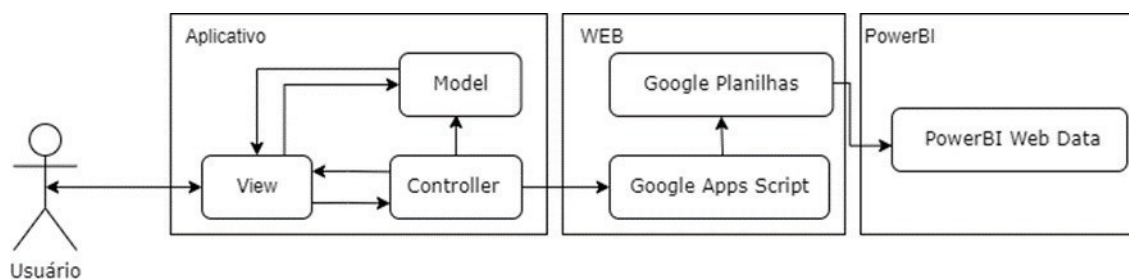 Aplicativo
WEB
PowerBI
Model
Google Planilhas
PowerBI Web Data
View
Controller
Google Apps Script
Usuário